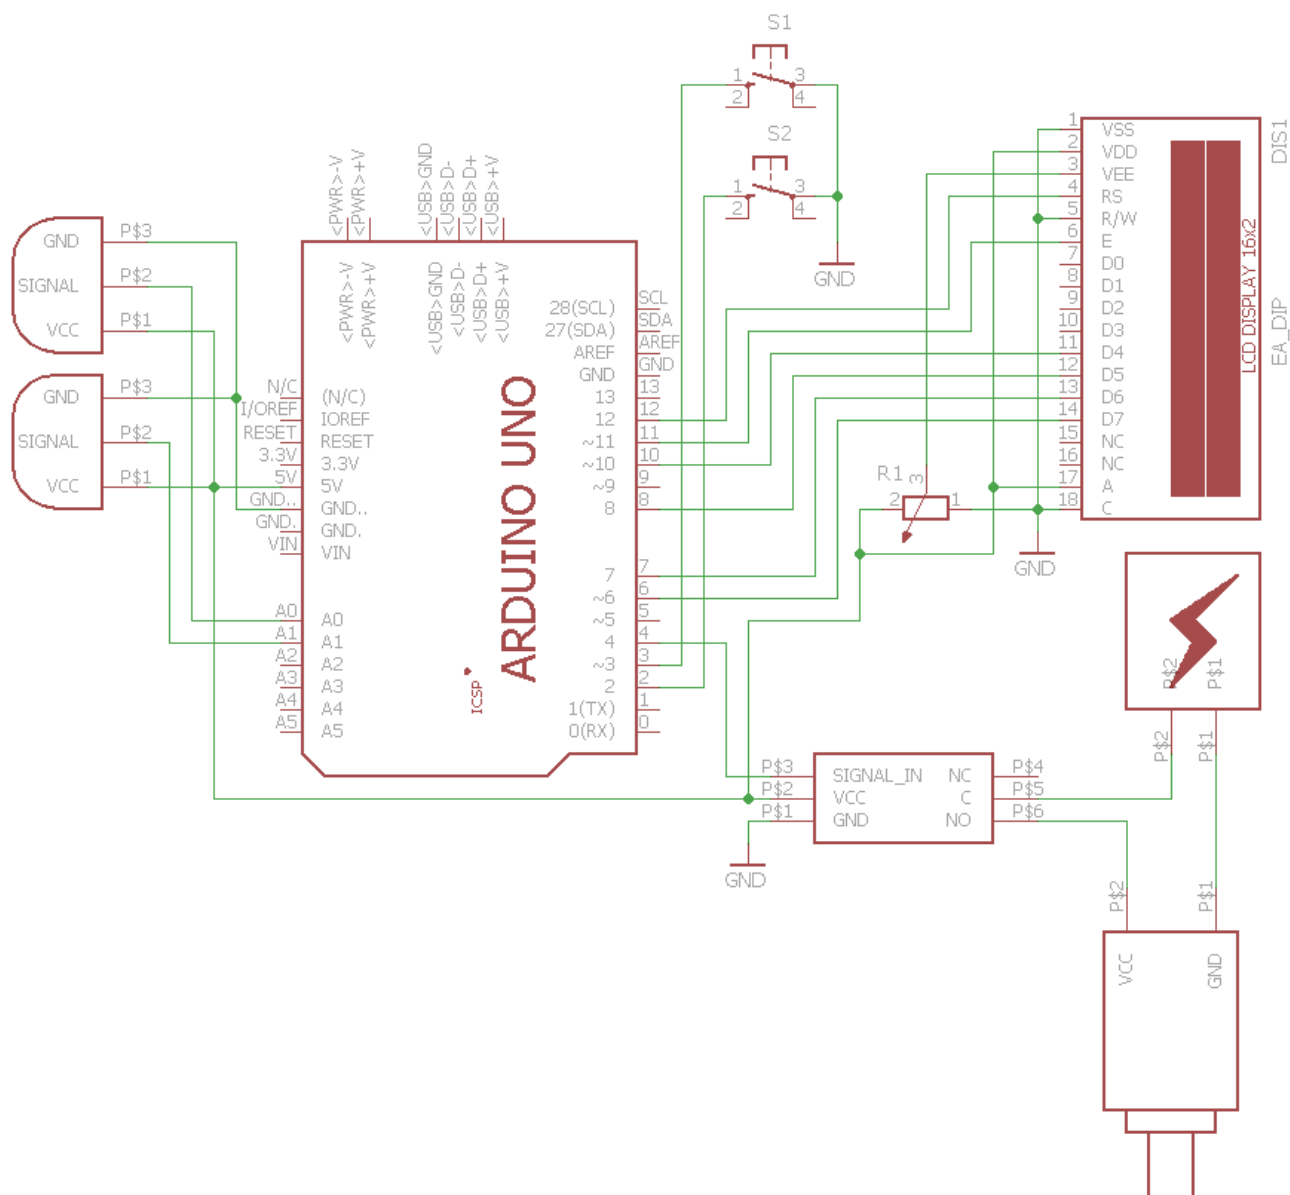 S1
1
3
2
4
S2
1
3
2
4
GND
DIS1
LCD DISPLAY 16x2
EA_DIP
1 VSS
2 VDD
3 VEE
4 RS
5 R/W
6 E
7 D0
8 D1
9 D2
10 D3
11 D4
12 D5
13 D6
14 D7
15 NC
16 NC
17 A
18 C
GND
R1
3
2
1
GND P$3
SIGNAL P$2
VCC P$1
GND P$3
SIGNAL P$2
VCC P$1
<PWR>-V
<PWR>+V
<USB>GND
<USB>D-
<USB>D+
<USB>+V
<PWR>-V
<PWR>+V
<USB>GND
<USB>D-
<USB>D+
<USB>+V
N/C (N/C)
I/OREF IOREF
RESET RESET
3.3V 3.3V
5V 5V
GND.. GND..
GND. GND.
VIN VIN
A0 A0
A1 A1
A2 A2
A3 A3
A4 A4
A5 A5
ARDUINO UNO
ICSP
28(SCL) SCL
27(SDA) SDA
AREF AREF
GND GND
13 13
12 12
~11 11
~10 10
~9 9
8 8
7 7
~6 6
~5 5
4 4
~3 3
2 2
1(TX) 1
0(RX) 0
P$3 SIGNAL_IN NC P$4
P$2 VCC C P$5
P$1 GND NO P$6
GND
P$2
P$1
P$2
P$1
P$2
P$1
VCC
GND